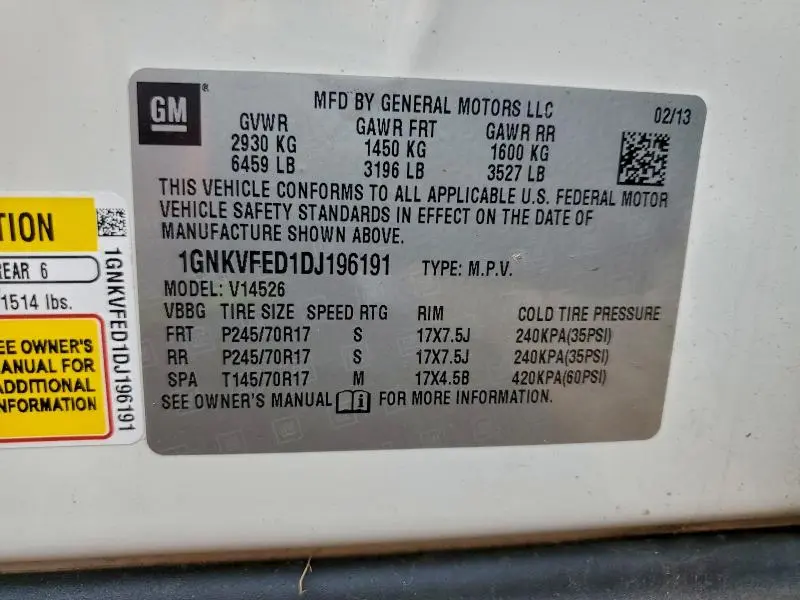 GM
MFD BY GENERAL MOTORS LLC 02/13
GVWR GAWR FRT GAWR RR
2930 KG 1450 KG 1600 KG
6459 LB 3196 LB 3527 LB
THIS VEHICLE CONFORMS TO ALL APPLICABLE U.S. FEDERAL MOTOR
VEHICLE SAFETY STANDARDS IN EFFECT ON THE DATE OF
MANUFACTURE SHOWN ABOVE.
1GNKVFED1DJ196191 TYPE: M.P.V.
MODEL: V14526
VBBG TIRE SIZE SPEED RTG RIM COLD TIRE PRESSURE
FRT P245/70R17 S 17X7.5J 240KPA(35PSI)
RR P245/70R17 S 17X7.5J 240KPA(35PSI)
SPA T145/70R17 M 17X4.5B 420KPA(60PSI)
SEE OWNER'S MANUAL i FOR MORE INFORMATION.
TION
REAR 6
1514 lbs.
EE OWNER'S
ANUAL FOR
ADDITIONAL
NFORMATION
1GNKVFED1DJ196191